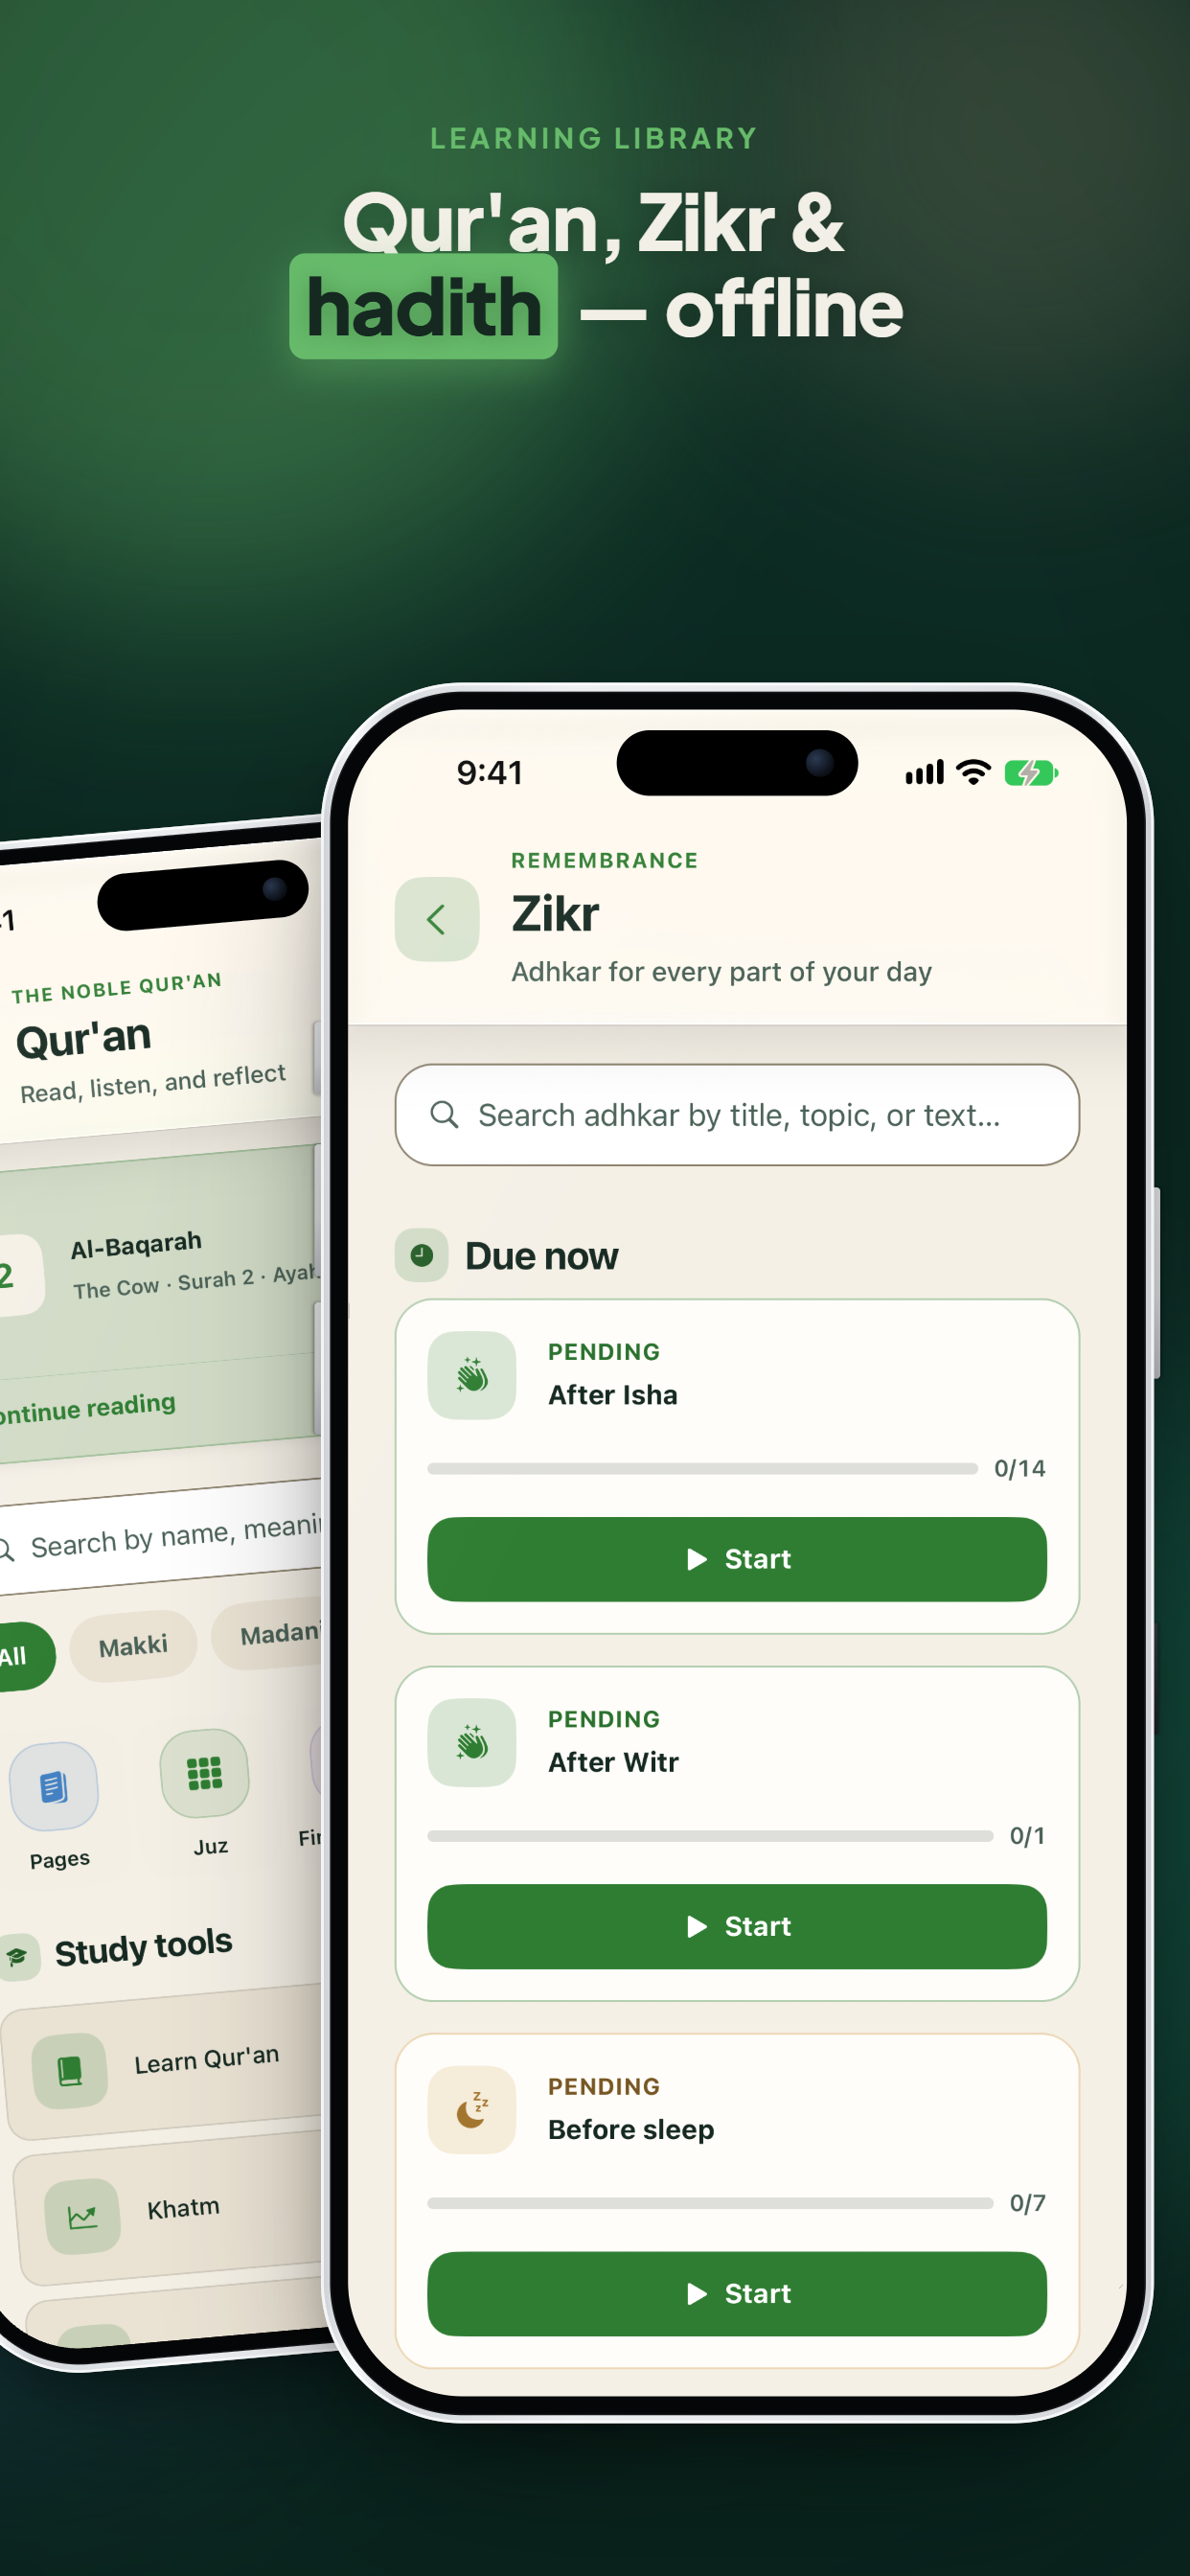 LEARNING LIBRARY
Qur'an, Zikr &
hadith — offline
9:41
REMEMBRANCE
Zikr
Adhkar for every part of your day
Search adhkar by title, topic, or text...
Due now
PENDING
After Isha
0/14
Start
PENDING
After Witr
0/1
Start
PENDING
Before sleep
0/7
Start
THE NOBLE QUR'AN
Qur'an
Read, listen, and reflect
2
Al-Baqarah
The Cow · Surah 2 ·
reading
Search by name,
All
Makki
Madani
Pages
Juz
Study tools
Learn Qur'an
Khatm